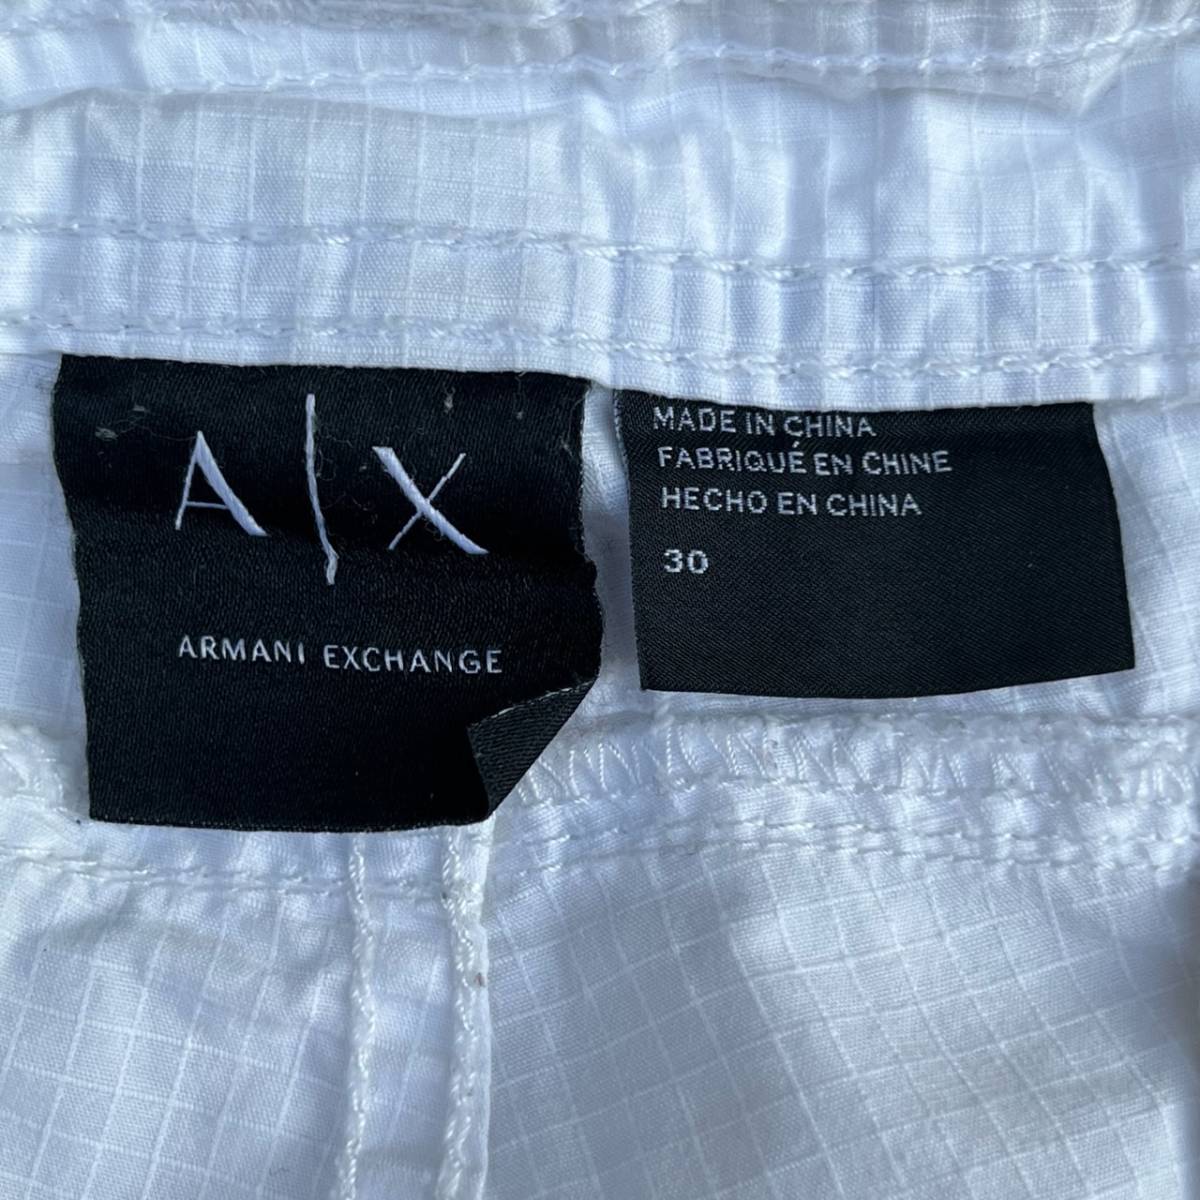 A|X
ARMANI EXCHANGE
MADE IN CHINA
FABRIQUÉ EN CHINE
HECHO EN CHINA
30